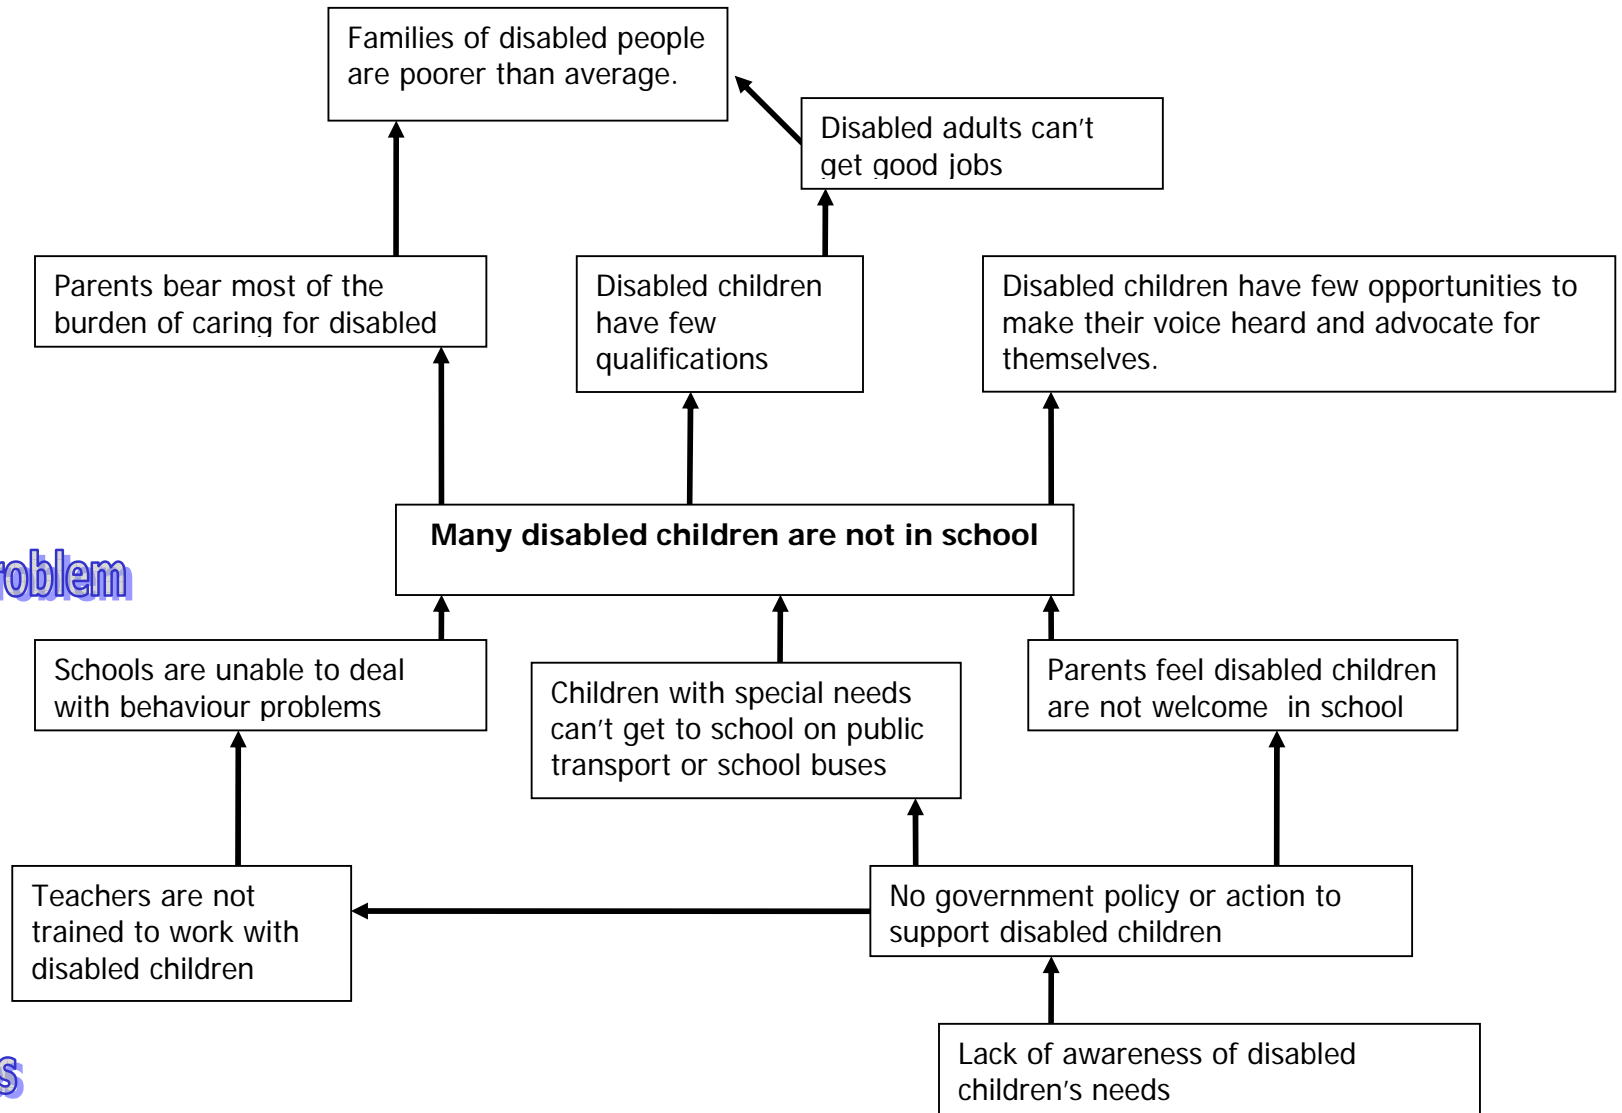 Families of disabled people
are poorer than average.
Disabled adults can't
get good jobs
Parents bear most of the
burden of caring for disabled
Disabled children
have few
qualifications
Disabled children have few opportunities to
make their voice heard and advocate for
themselves.
Many disabled children are not in school
roblem
Schools are unable to deal
with behaviour problems
Children with special needs
can't get to school on public
transport or school buses
Parents feel disabled children
are not welcome in school
Teachers are not
trained to work with
disabled children
No government policy or action to
support disabled children
Lack of awareness of disabled
children's needs
s